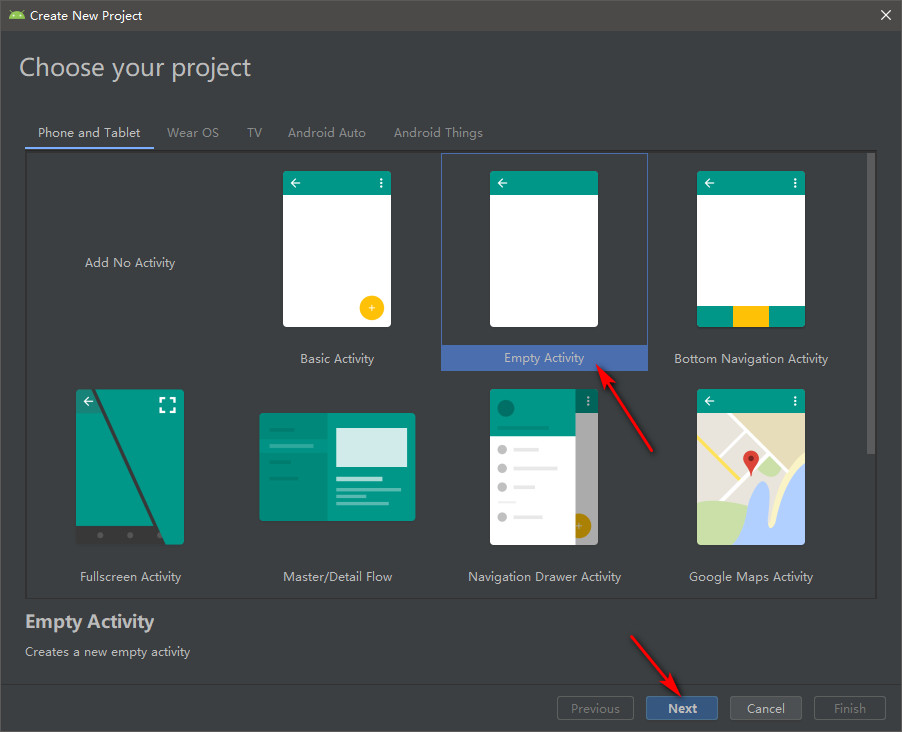 Create New Project
Choose your project
Phone and Tablet Wear OS TV Android Auto Android Things
Add No Activity
Basic Activity Empty Activity Bottom Navigation Activity
Fullscreen Activity Master/Detail Flow Navigation Drawer Activity Google Maps Activity
Empty Activity
Creates a new empty activity
Previous Next Cancel Finish